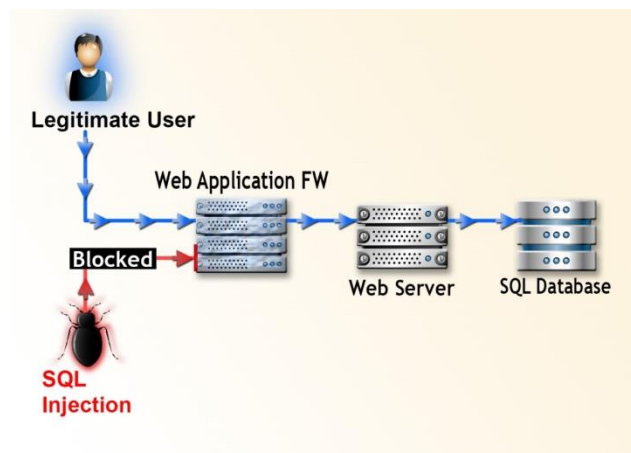 Legitimate User
Web Application FW
Blocked
Web Server
SQL Database
SQL
Injection